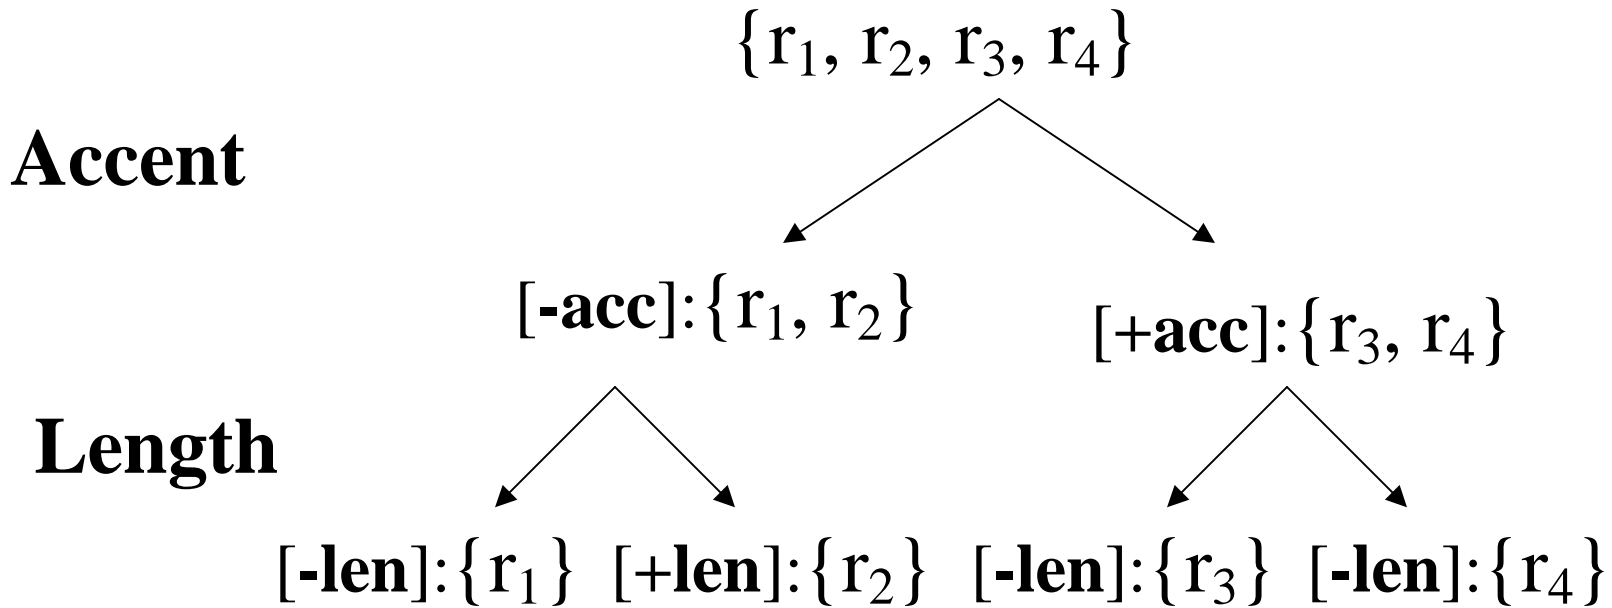 {r₁, r₂, r₃, r₄}
Accent
[-acc]:{r₁, r₂} [+acc]:{r₃, r₄}
Length
[-len]:{r₁} [+len]:{r₂} [-len]:{r₃} [-len]:{r₄}